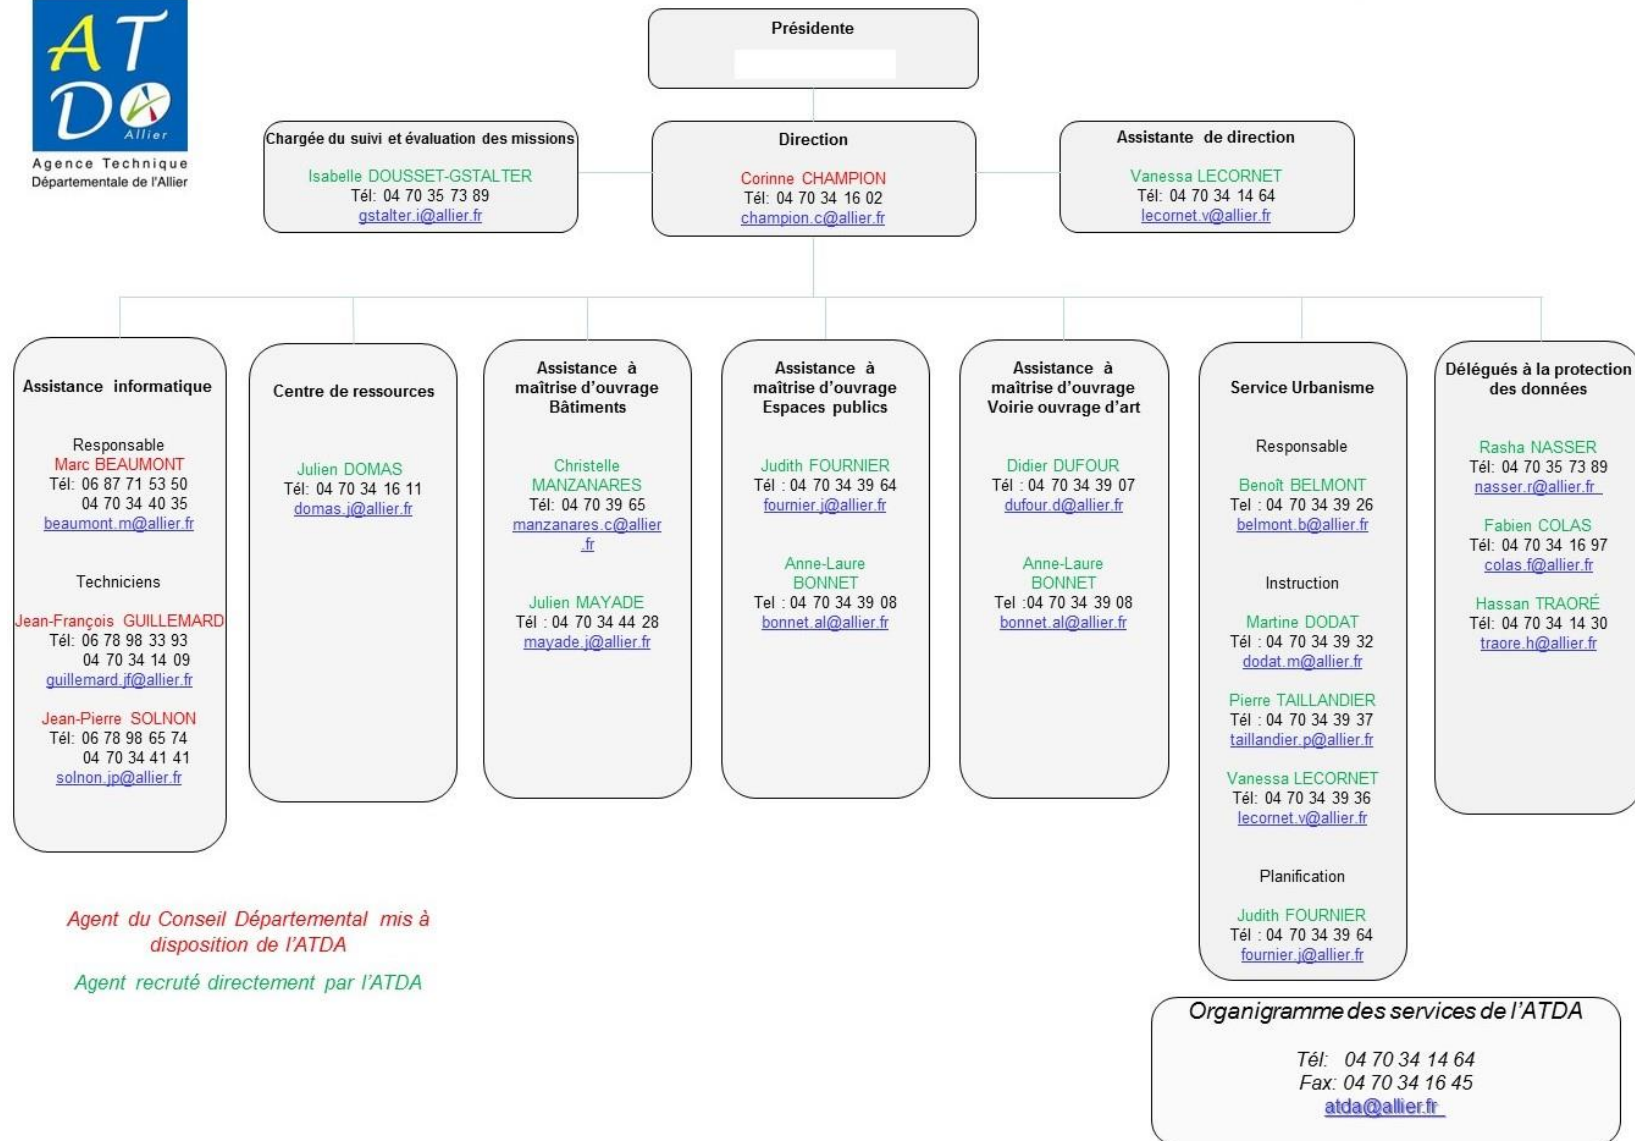 AT
DA
Allier
Agence Technique
Départementale de l'Allier
Présidente
Chargée du suivi et évaluation des missions
Isabelle DOUSSET-GSTALTER
Tél: 04 70 35 73 89
gstalter.i@allier.fr
Direction
Corinne CHAMPION
Tél: 04 70 34 16 02
champion.c@allier.fr
Assistante de direction
Vanessa LECORNET
Tél: 04 70 34 14 64
lecornet.v@allier.fr
Assistance informatique
Responsable
Marc BEAUMONT
Tél: 06 87 71 53 50
04 70 34 40 35
beaumont.m@allier.fr
Techniciens
Jean-François GUILLEMARD
Tél: 06 78 98 33 93
04 70 34 14 09
guillemard.jf@allier.fr
Jean-Pierre SOLNON
Tél: 06 78 98 65 74
04 70 34 41 41
solnon.jp@allier.fr
Centre de ressources
Julien DOMAS
Tél: 04 70 34 16 11
domas.j@allier.fr
Assistance à
maîtrise d'ouvrage
Bâtiments
Christelle
MANZANARES
Tél: 04 70 39 65
manzanares.c@allier
.fr
Julien MAYADE
Tél : 04 70 34 44 28
mayade.j@allier.fr
Assistance à
maîtrise d'ouvrage
Espaces publics
Judith FOURNIER
Tél : 04 70 34 39 64
fournier.j@allier.fr
Anne-Laure
BONNET
Tel : 04 70 34 39 08
bonnet.al@allier.fr
Assistance à
maîtrise d'ouvrage
Voirie ouvrage d'art
Didier DUFOUR
Tél : 04 70 34 39 07
dufour.d@allier.fr
Anne-Laure
BONNET
Tel :04 70 34 39 08
bonnet.al@allier.fr
Service Urbanisme
Responsable
Benoît BELMONT
Tel : 04 70 34 39 26
belmont.b@allier.fr
Instruction
Martine DODAT
Tél : 04 70 34 39 32
dodat.m@allier.fr
Pierre TAILLANDIER
Tél : 04 70 34 39 37
taillandier.p@allier.fr
Vanessa LECORNET
Tél: 04 70 34 39 36
lecornet.v@allier.fr
Planification
Judith FOURNIER
Tél : 04 70 34 39 64
fournier.j@allier.fr
Délégués à la protection
des données
Rasha NASSER
Tél: 04 70 35 73 89
nasser.r@allier.fr
Fabien COLAS
Tél: 04 70 34 16 97
colas.f@allier.fr
Hassan TRAORÉ
Tél: 04 70 34 14 30
traore.h@allier.fr
Agent du Conseil Départemental mis à
disposition de l'ATDA
Agent recruté directement par l'ATDA
Organigramme des services de l'ATDA
Tél: 04 70 34 14 64
Fax: 04 70 34 16 45
atda@allier.fr